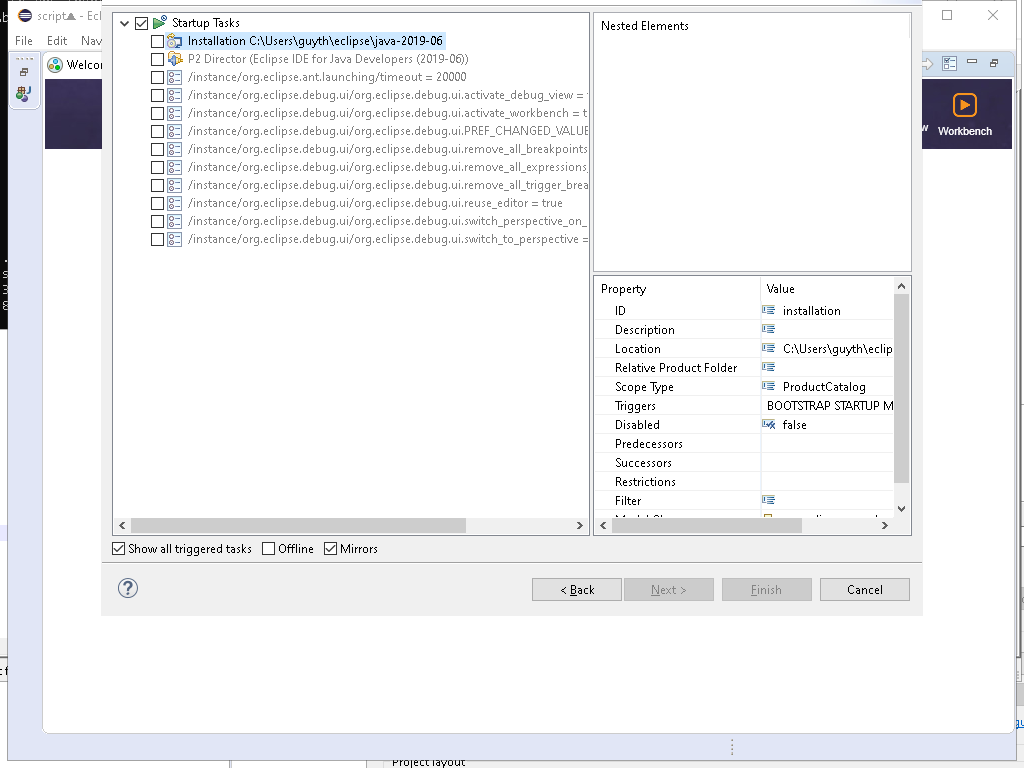 script▲ - Ecl
File Edit Nav
Welcor
Startup Tasks
Installation C:\Users\guyth\eclipse\java-2019-06
P2 Director (Eclipse IDE for Java Developers (2019-06))
/instance/org.eclipse.ant.launching/timeout = 20000
/instance/org.eclipse.debug.ui/org.eclipse.debug.ui.activate_debug_view =
/instance/org.eclipse.debug.ui/org.eclipse.debug.ui.activate_workbench = t
/instance/org.eclipse.debug.ui/org.eclipse.debug.ui.PREF_CHANGED_VALUE
/instance/org.eclipse.debug.ui/org.eclipse.debug.ui.remove_all_breakpoints
/instance/org.eclipse.debug.ui/org.eclipse.debug.ui.remove_all_expressions
/instance/org.eclipse.debug.ui/org.eclipse.debug.ui.remove_all_trigger_brea
/instance/org.eclipse.debug.ui/org.eclipse.debug.ui.reuse_editor = true
/instance/org.eclipse.debug.ui/org.eclipse.debug.ui.switch_perspective_on_
/instance/org.eclipse.debug.ui/org.eclipse.debug.ui.switch_to_perspective =
Nested Elements
w Workbench
Property Value
ID installation
Description
Location C:\Users\guyth\eclip
Relative Product Folder
Scope Type ProductCatalog
Triggers BOOTSTRAP STARTUP M
Disabled false
Predecessors
Successors
Restrictions
Filter
Show all triggered tasks Offline Mirrors
? < Back Next > Finish Cancel
Project layout